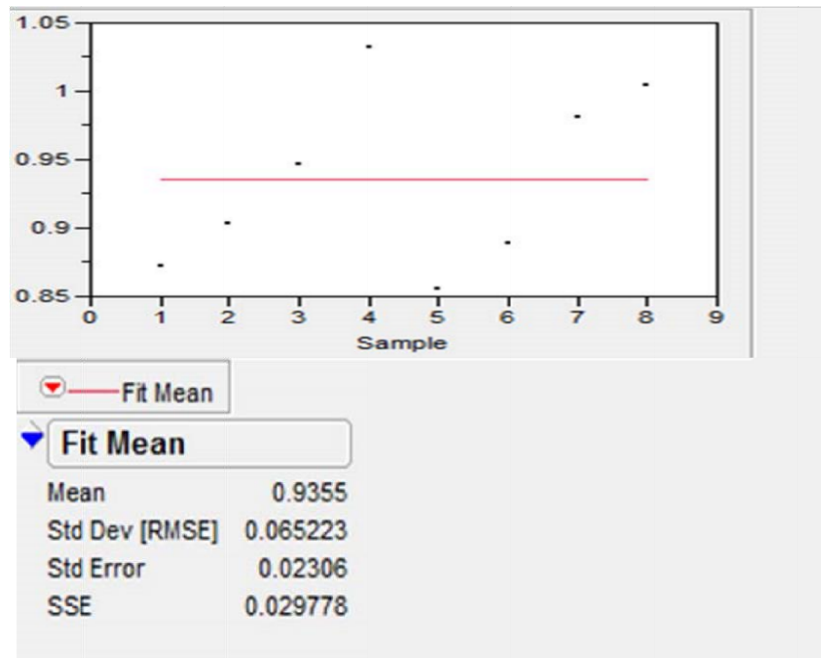 1.05
1
0.95
0.9
0.85
0 1 2 3 4 5 6 7 8 9
Sample
Fit Mean
Fit Mean
Mean 0.9355
Std Dev [RMSE] 0.065223
Std Error 0.02306
SSE 0.029778